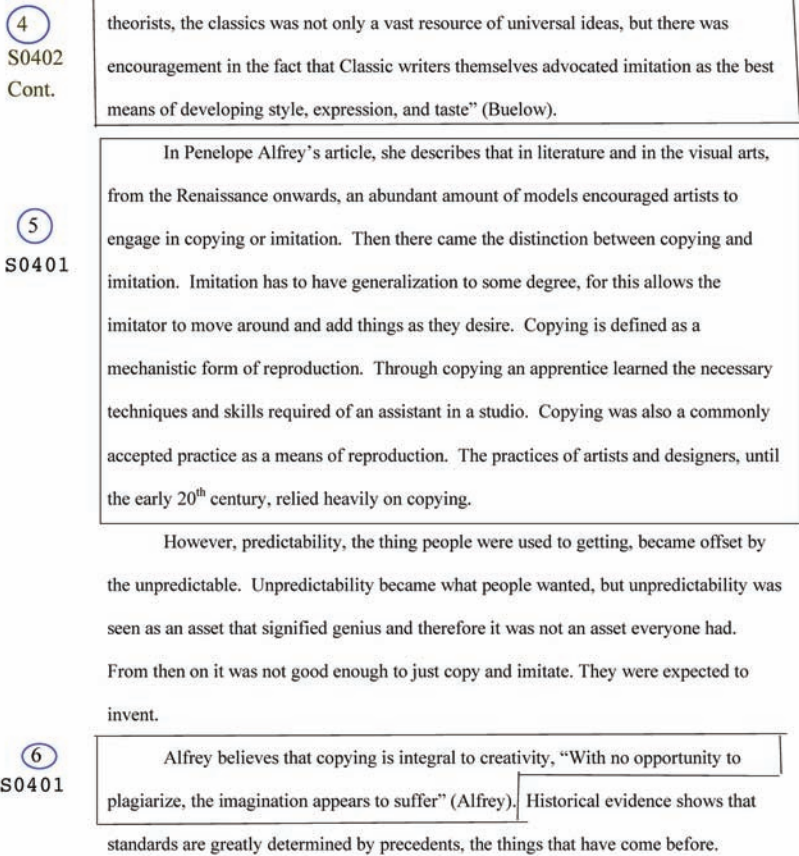 4
S0402
Cont.
theorists, the classics was not only a vast resource of universal ideas, but there was
encouragement in the fact that Classic writers themselves advocated imitation as the best
means of developing style, expression, and taste” (Buelow).
5
S0401
In Penelope Alfrey’s article, she describes that in literature and in the visual arts,
from the Renaissance onwards, an abundant amount of models encouraged artists to
engage in copying or imitation. Then there came the distinction between copying and
imitation. Imitation has to have generalization to some degree, for this allows the
imitator to move around and add things as they desire. Copying is defined as a
mechanistic form of reproduction. Through copying an apprentice learned the necessary
techniques and skills required of an assistant in a studio. Copying was also a commonly
accepted practice as a means of reproduction. The practices of artists and designers, until
the early 20th century, relied heavily on copying.
However, predictability, the thing people were used to getting, became offset by
the unpredictable. Unpredictability became what people wanted, but unpredictability was
seen as an asset that signified genius and therefore it was not an asset everyone had.
From then on it was not good enough to just copy and imitate. They were expected to
invent.
6
S0401
Alfrey believes that copying is integral to creativity, “With no opportunity to
plagiarize, the imagination appears to suffer” (Alfrey). Historical evidence shows that
standards are greatly determined by precedents, the things that have come before.